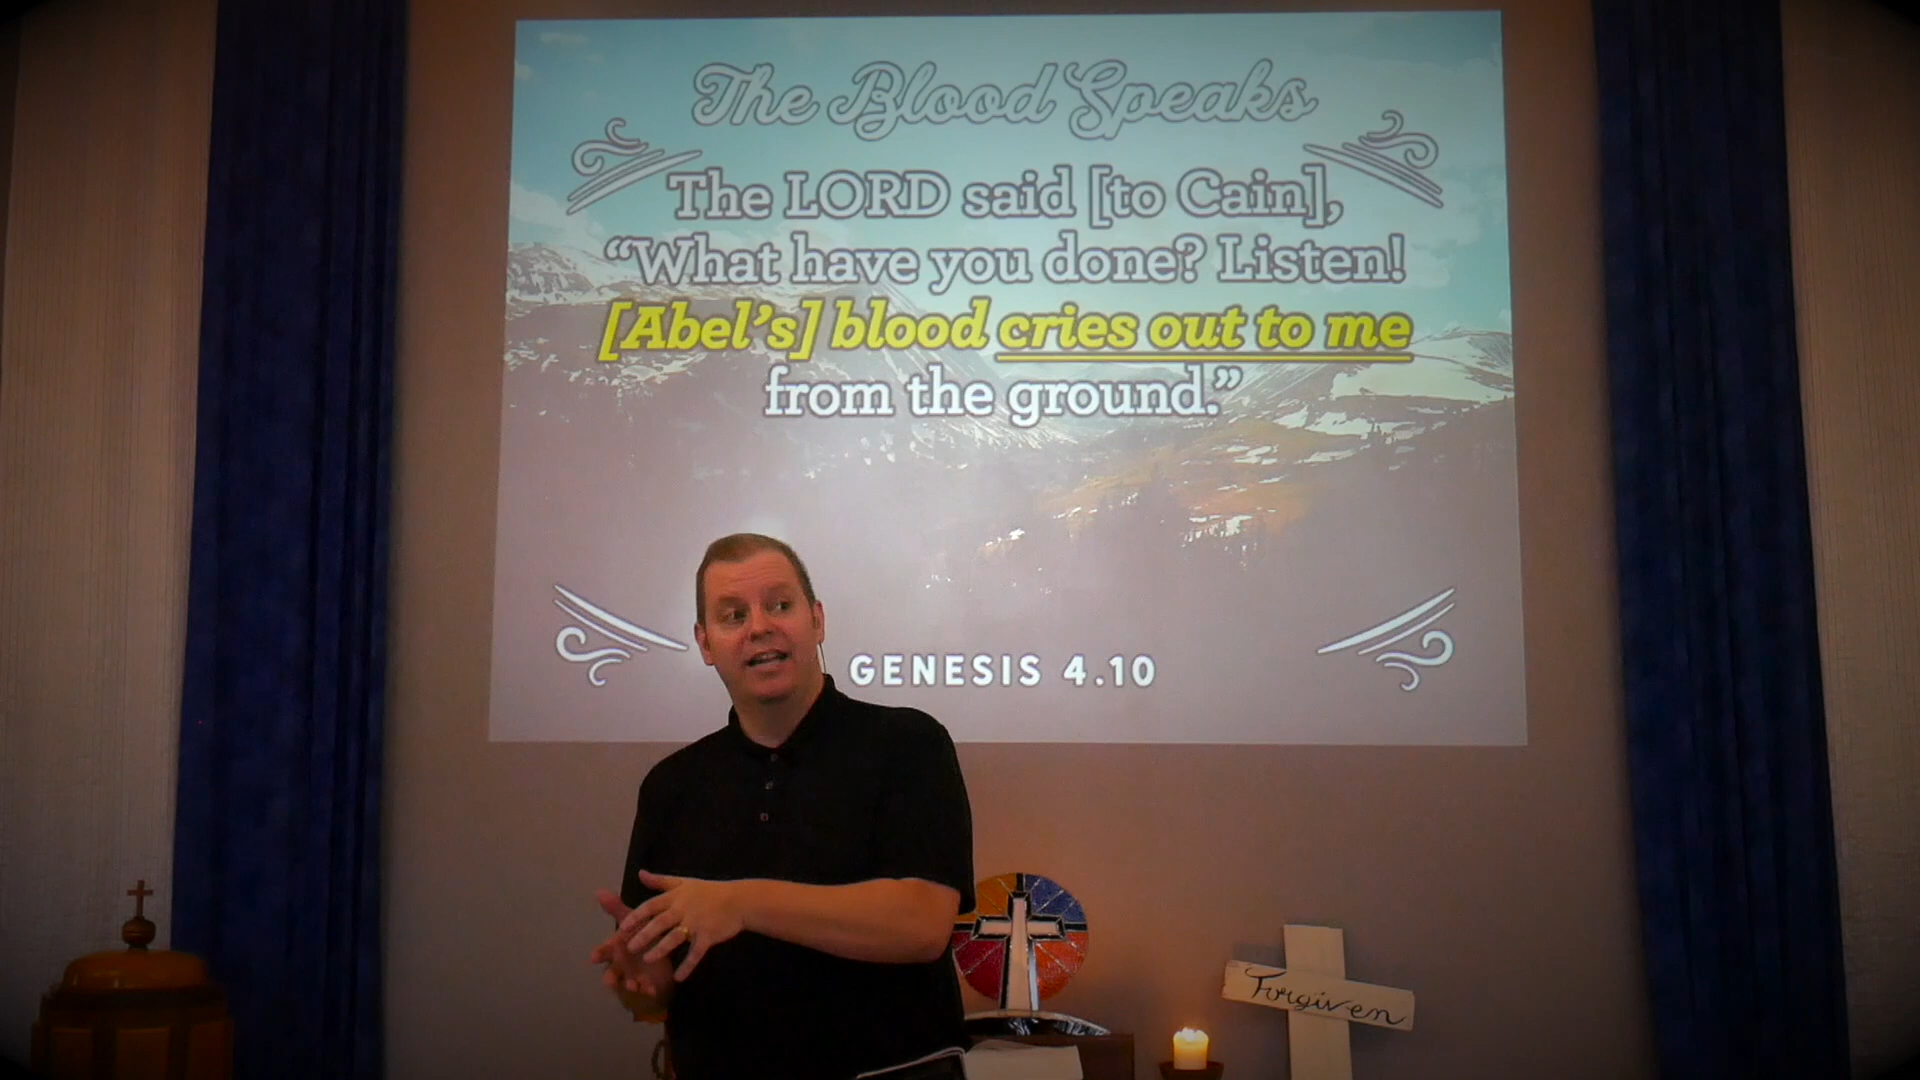 The Blood Speaks
The LORD said [to Cain],
“What have you done? Listen!
[Abel’s] blood cries out to me
from the ground.”
GENESIS 4.10
Forgiven